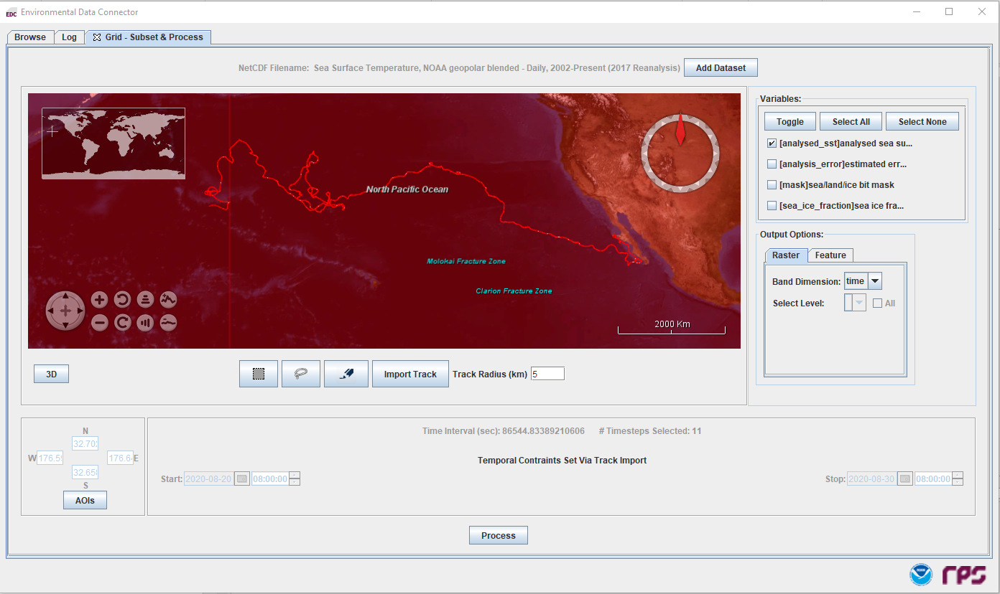 EDC Environmental Data Connector
Browse Log Grid - Subset & Process
NetCDF Filename: Sea Surface Temperature, NOAA geopolar blended - Daily, 2002-Present (2017 Reanalysis) Add Dataset
Variables:
Toggle Select All Select None
[analysed_sst]analysed sea su...
[analysis_error]estimated err...
[mask]sea/land/ice bit mask
[sea_ice_fraction]sea ice fra...
North Pacific Ocean
Molokai Fracture Zone
Clarion Fracture Zone
2000 Km
Output Options:
Raster Feature
Band Dimension: time
Select Level: All
3D Import Track Track Radius (km) 5
N
32.70
W 176.59 176.64 E
32.65
S
AOIs
Time Interval (sec): 86544.83389210606 # Timesteps Selected: 11
Temporal Contraints Set Via Track Import
Start: 2020-08-20 08:00:00 Stop: 2020-08-30 08:00:00
Process
rps